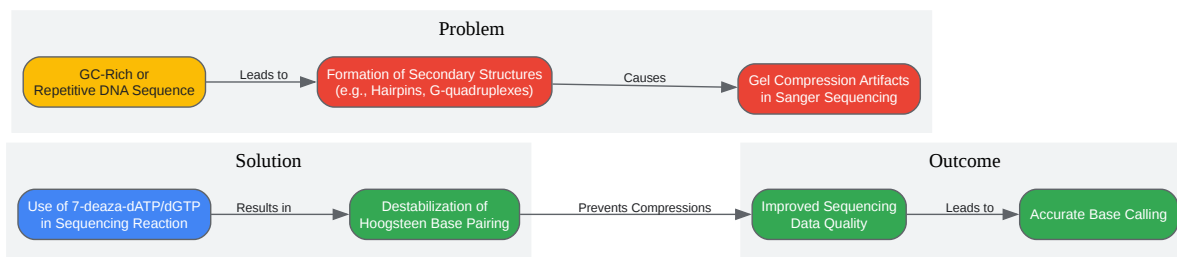 Problem
GC-Rich or
Repetitive DNA Sequence
Leads to
Formation of Secondary Structures
(e.g., Hairpins, G-quadruplexes)
Causes
Gel Compression Artifacts
in Sanger Sequencing
Solution
Use of 7-deaza-dATP/dGTP
in Sequencing Reaction
Results in
Destabilization of
Hoogsteen Base Pairing
Prevents Compressions
Outcome
Improved Sequencing
Data Quality
Leads to
Accurate Base Calling